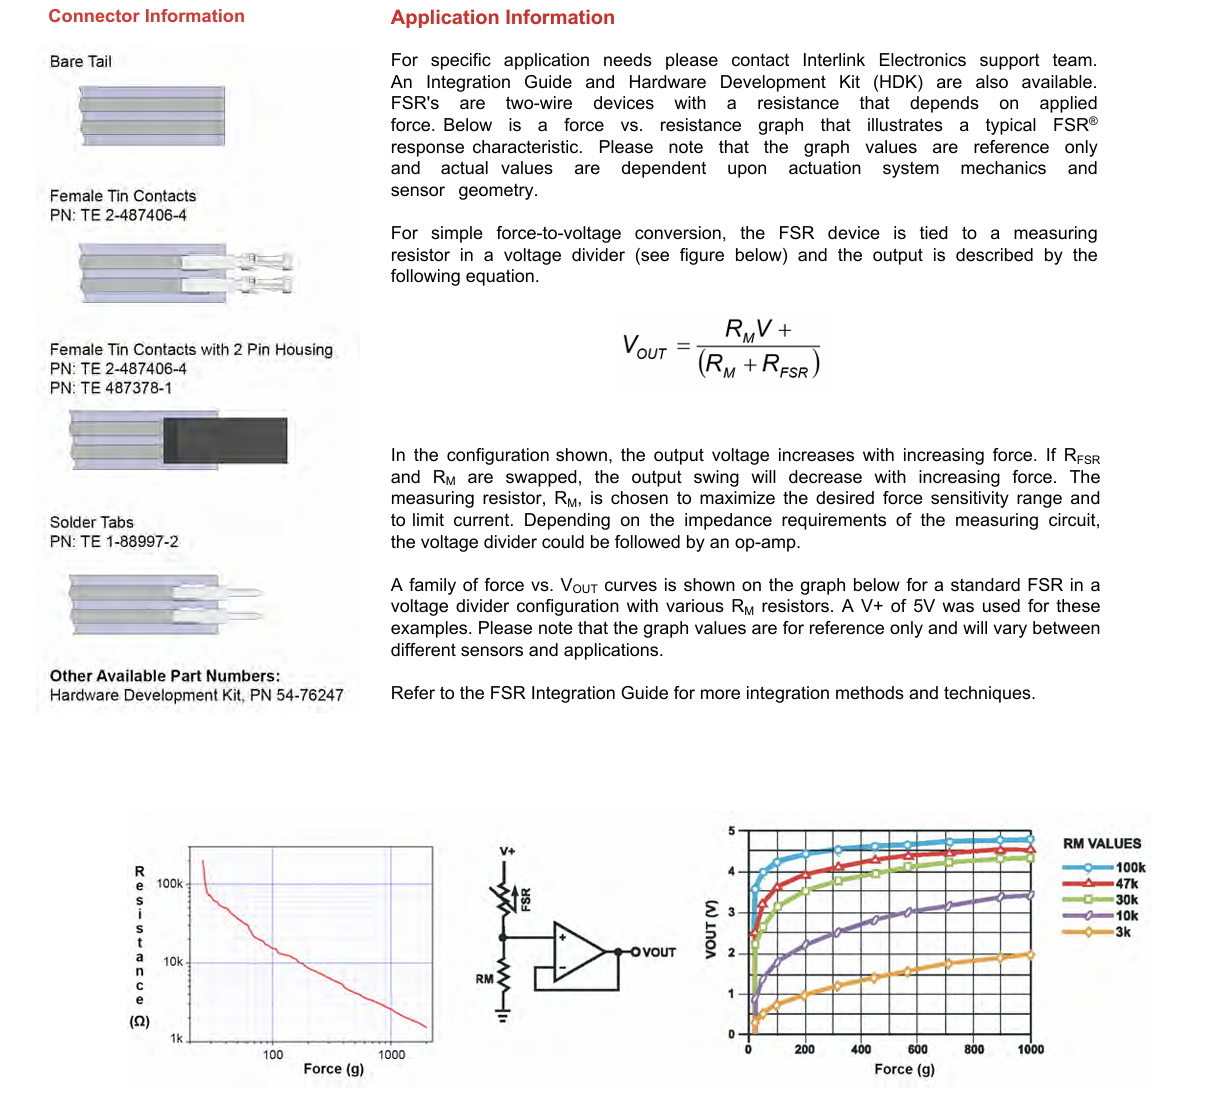 Connector Information
Bare Tail
Female Tin Contacts
PN: TE 2-487406-4
Female Tin Contacts with 2 Pin Housing
PN: TE 2-487406-4
PN: TE 487378-1
Solder Tabs
PN: TE 1-88997-2
Other Available Part Numbers:
Hardware Development Kit, PN 54-76247
Application Information
For specific application needs please contact Interlink Electronics support team.
An Integration Guide and Hardware Development Kit (HDK) are also available.
FSR's are two-wire devices with a resistance that depends on applied
force. Below is a force vs. resistance graph that illustrates a typical FSR®
response characteristic. Please note that the graph values are reference only
and actual values are dependent upon actuation system mechanics and
sensor geometry.
For simple force-to-voltage conversion, the FSR device is tied to a measuring
resistor in a voltage divider (see figure below) and the output is described by the
following equation.
V_OUT = R_M V + / (R_M + R_FSR)
In the configuration shown, the output voltage increases with increasing force. If R_FSR
and R_M are swapped, the output swing will decrease with increasing force. The
measuring resistor, R_M, is chosen to maximize the desired force sensitivity range and
to limit current. Depending on the impedance requirements of the measuring circuit,
the voltage divider could be followed by an op-amp.
A family of force vs. V_OUT curves is shown on the graph below for a standard FSR in a
voltage divider configuration with various R_M resistors. A V+ of 5V was used for these
examples. Please note that the graph values are for reference only and will vary between
different sensors and applications.
Refer to the FSR Integration Guide for more integration methods and techniques.
Resistance (Ω)
100k
10k
1k
100
1000
Force (g)
V+
FSR
+
-
VOUT
RM
VOUT (V)
5
4
3
2
1
0
0
200
400
600
800
1000
Force (g)
RM VALUES
100k
47k
30k
10k
3k